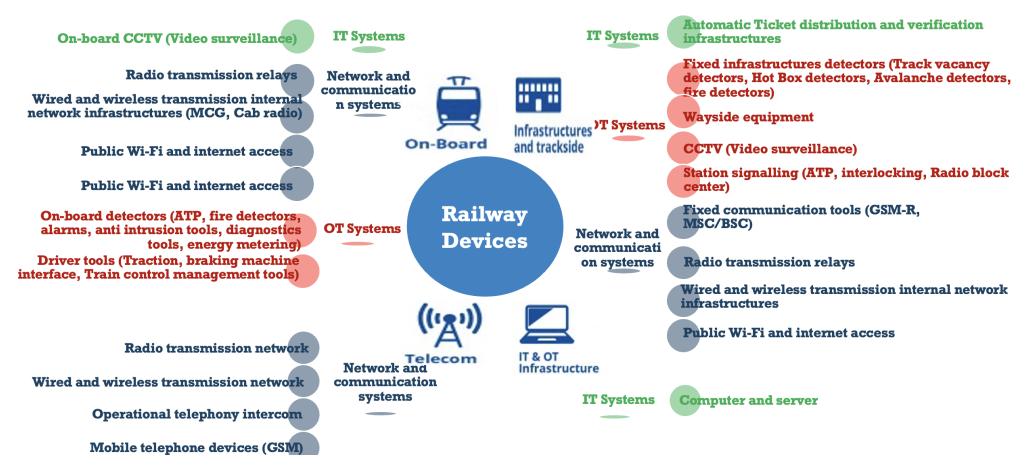 On-board CCTV (Video surveillance)
IT Systems
Radio transmission relays
Wired and wireless transmission internal
network infrastructures (MCG, Cab radio)
Public Wi-Fi and internet access
Public Wi-Fi and internet access
Network and
communicatio
n systems
On-board detectors (ATP, fire detectors,
alarms, anti intrusion tools, diagnostics
tools, energy metering)
Driver tools (Traction, braking machine
interface, Train control management tools)
OT Systems
On-Board
Infrastructures
and trackside
Railway
Devices
Telecom
IT & OT
Infrastructure
Radio transmission network
Wired and wireless transmission network
Operational telephony intercom
Mobile telephone devices (GSM)
Network and
communication
systems
IT Systems
Automatic Ticket distribution and verification
infrastructures
OT Systems
Fixed infrastructures detectors (Track vacancy
detectors, Hot Box detectors, Avalanche detectors,
fire detectors)
Wayside equipment
CCTV (Video surveillance)
Station signalling (ATP, interlocking, Radio block
center)
Network and
communicati
on systems
Fixed communication tools (GSM-R,
MSC/BSC)
Radio transmission relays
Wired and wireless transmission internal network
infrastructures
Public Wi-Fi and internet access
IT Systems
Computer and server